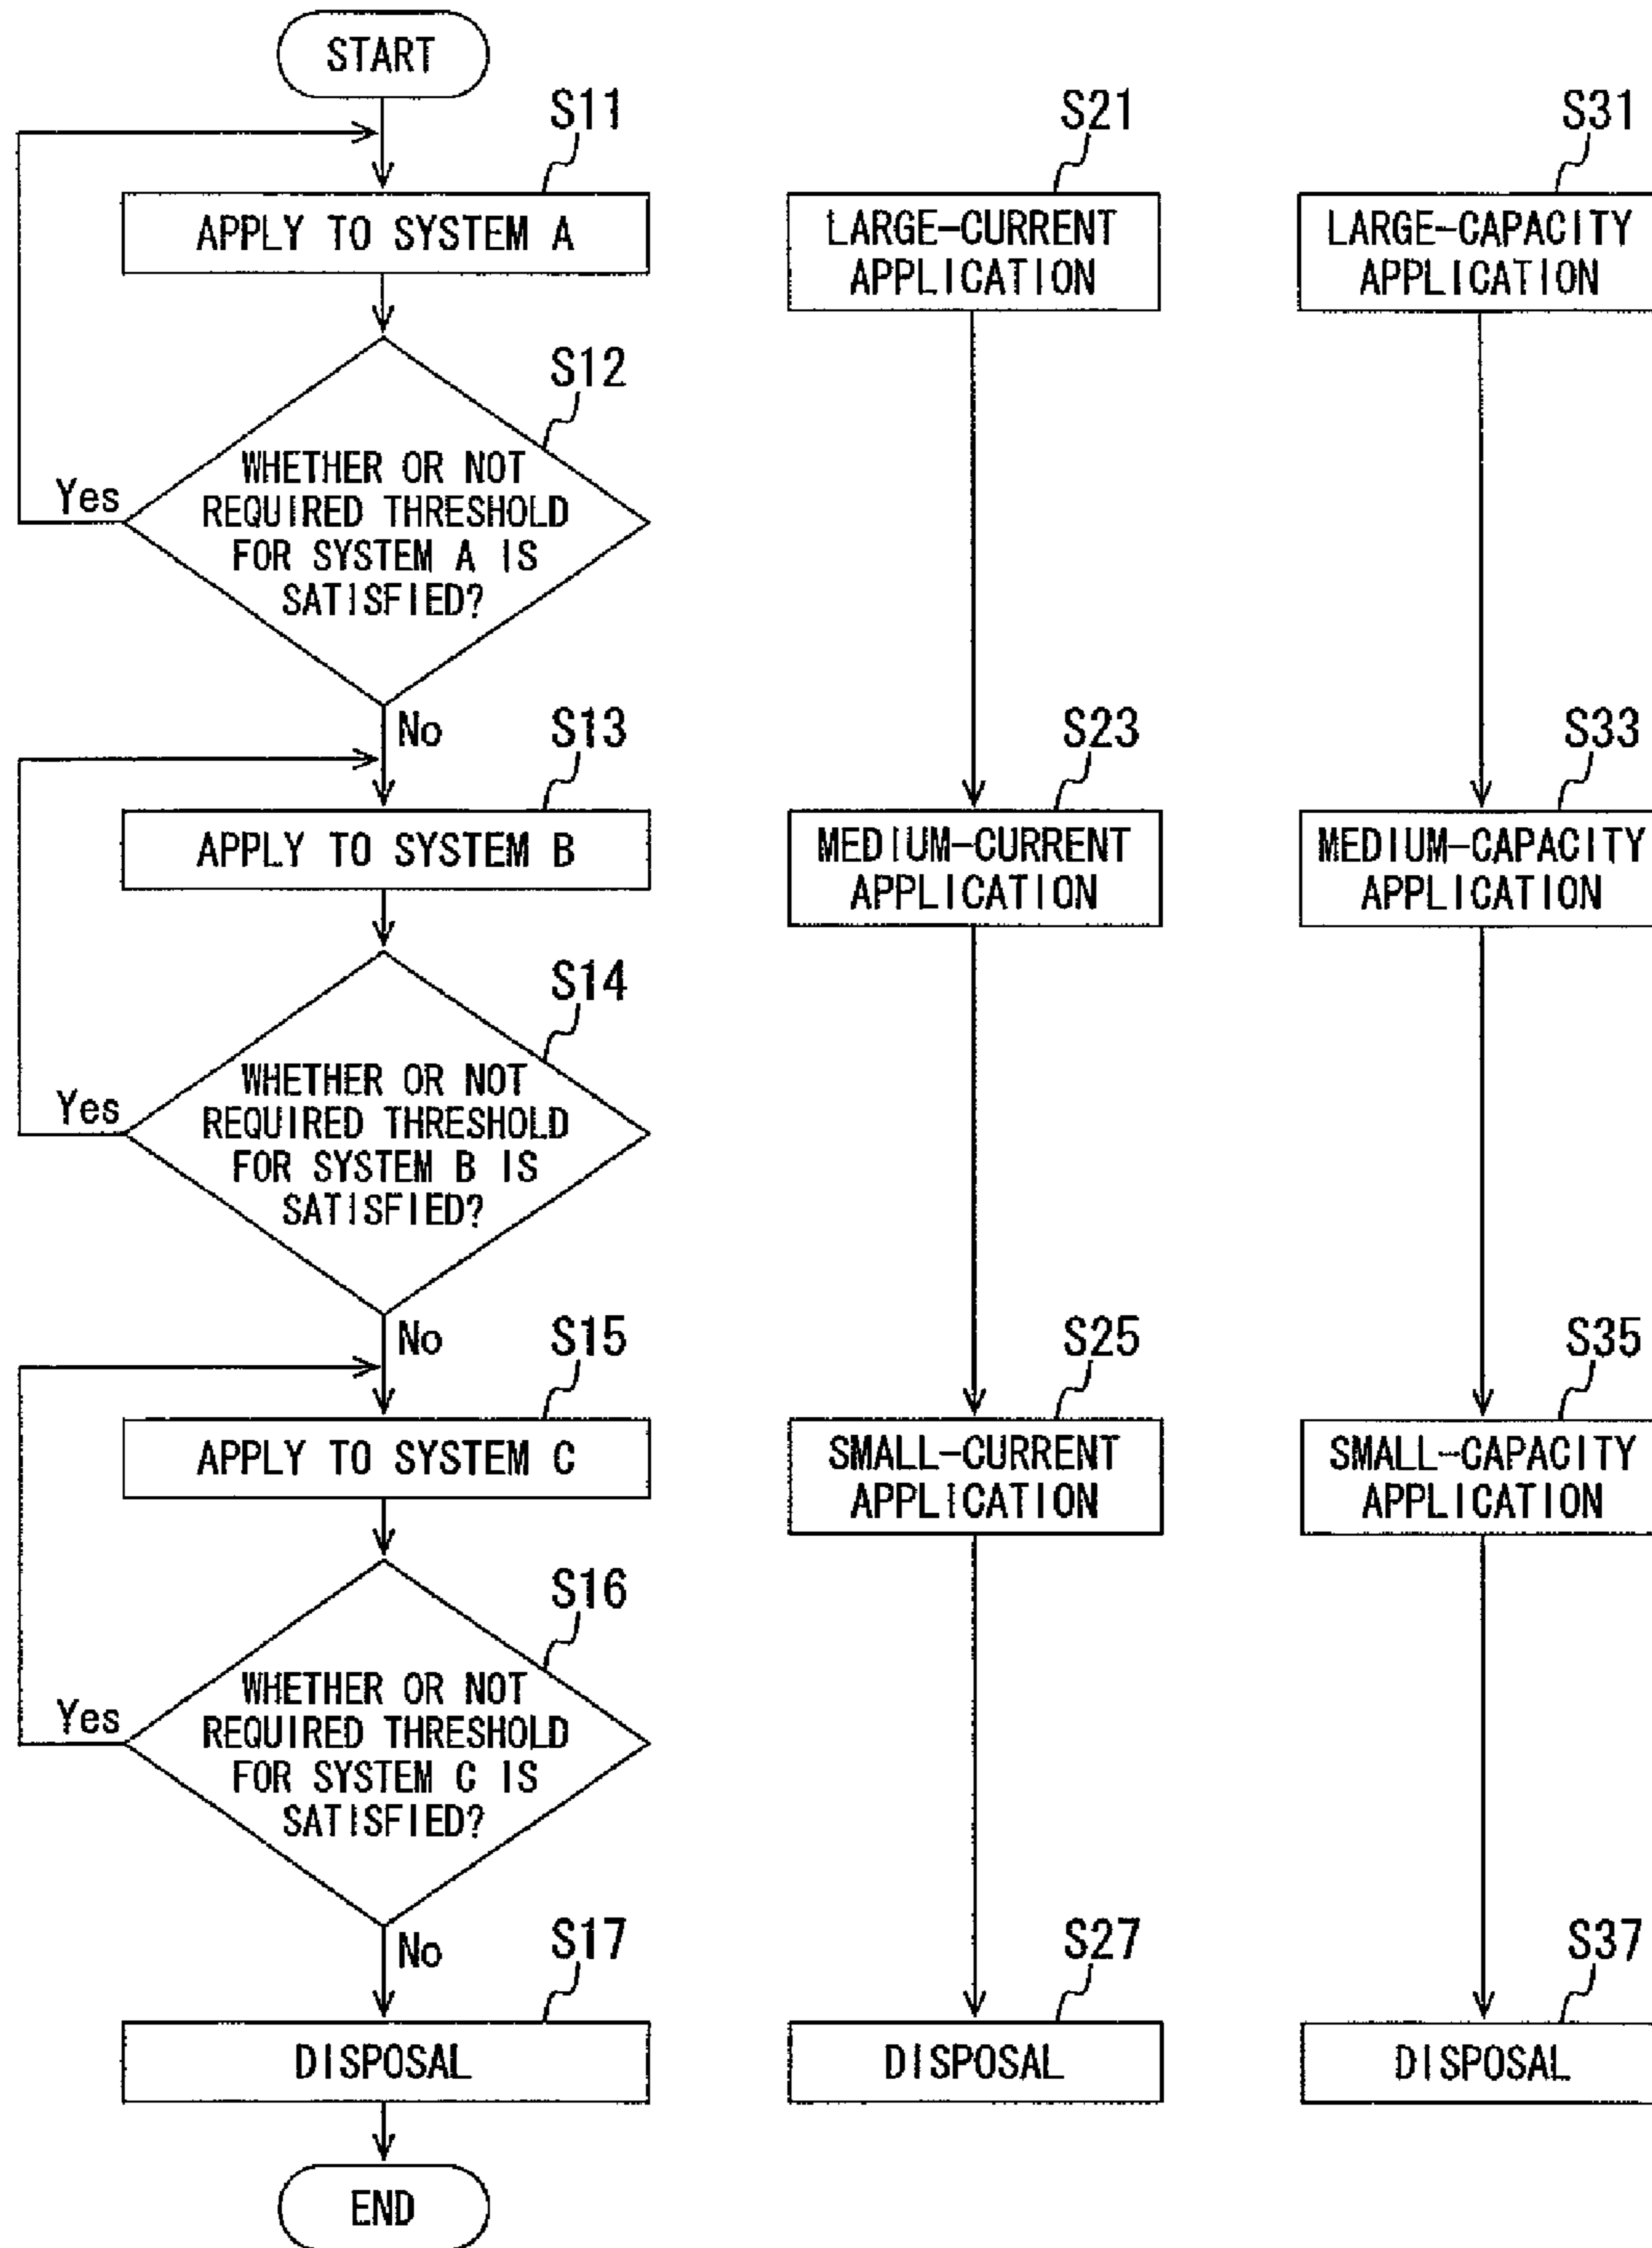 START
S11
APPLY TO SYSTEM A
S12
WHETHER OR NOT
REQUIRED THRESHOLD
FOR SYSTEM A IS
SATISFIED?
Yes
No
S13
APPLY TO SYSTEM B
S14
WHETHER OR NOT
REQUIRED THRESHOLD
FOR SYSTEM B IS
SATISFIED?
Yes
No
S15
APPLY TO SYSTEM C
S16
WHETHER OR NOT
REQUIRED THRESHOLD
FOR SYSTEM C IS
SATISFIED?
Yes
No
S17
DISPOSAL
END
S21
LARGE-CURRENT
APPLICATION
S23
MEDIUM-CURRENT
APPLICATION
S25
SMALL-CURRENT
APPLICATION
S27
DISPOSAL
S31
LARGE-CAPACITY
APPLICATION
S33
MEDIUM-CAPACITY
APPLICATION
S35
SMALL-CAPACITY
APPLICATION
S37
DISPOSAL